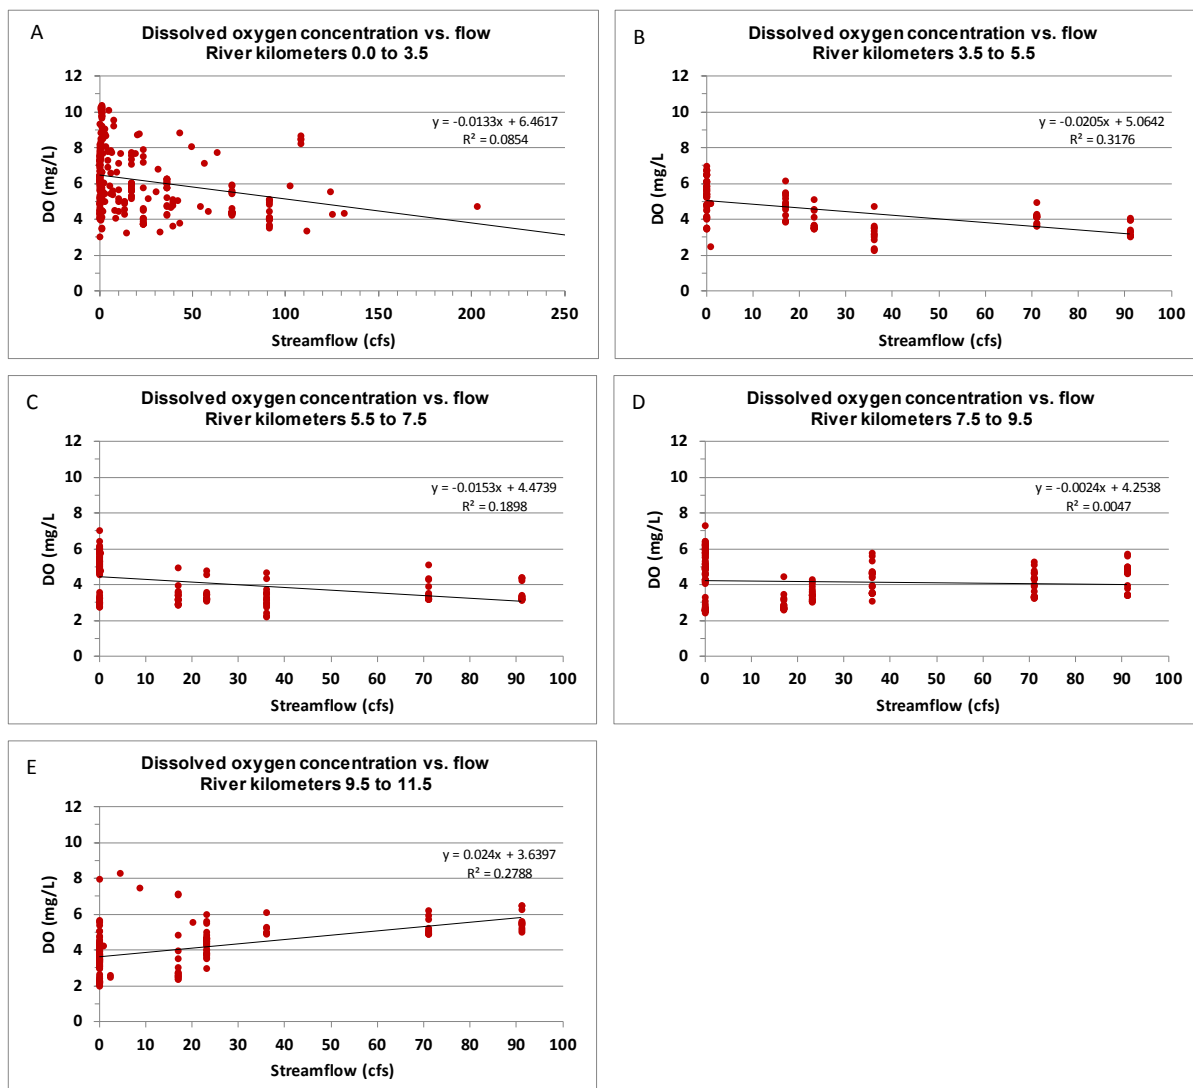 A
Dissolved oxygen concentration vs. flow
River kilometers 0.0 to 3.5
12
10
8
6
4
2
0
DO (mg/L)
y = -0.0133x + 6.4617
R² = 0.0854
0 50 100 150 200 250
Streamflow (cfs)
B
Dissolved oxygen concentration vs. flow
River kilometers 3.5 to 5.5
12
10
8
6
4
2
0
DO (mg/L)
y = -0.0205x + 5.0642
R² = 0.3176
0 10 20 30 40 50 60 70 80 90 100
Streamflow (cfs)
C
Dissolved oxygen concentration vs. flow
River kilometers 5.5 to 7.5
12
10
8
6
4
2
0
DO (mg/L)
y = -0.0153x + 4.4739
R² = 0.1898
0 10 20 30 40 50 60 70 80 90 100
Streamflow (cfs)
D
Dissolved oxygen concentration vs. flow
River kilometers 7.5 to 9.5
12
10
8
6
4
2
0
DO (mg/L)
y = -0.0024x + 4.2538
R² = 0.0047
0 10 20 30 40 50 60 70 80 90 100
Streamflow (cfs)
E
Dissolved oxygen concentration vs. flow
River kilometers 9.5 to 11.5
12
10
8
6
4
2
0
DO (mg/L)
y = 0.024x + 3.6397
R² = 0.2788
0 10 20 30 40 50 60 70 80 90 100
Streamflow (cfs)